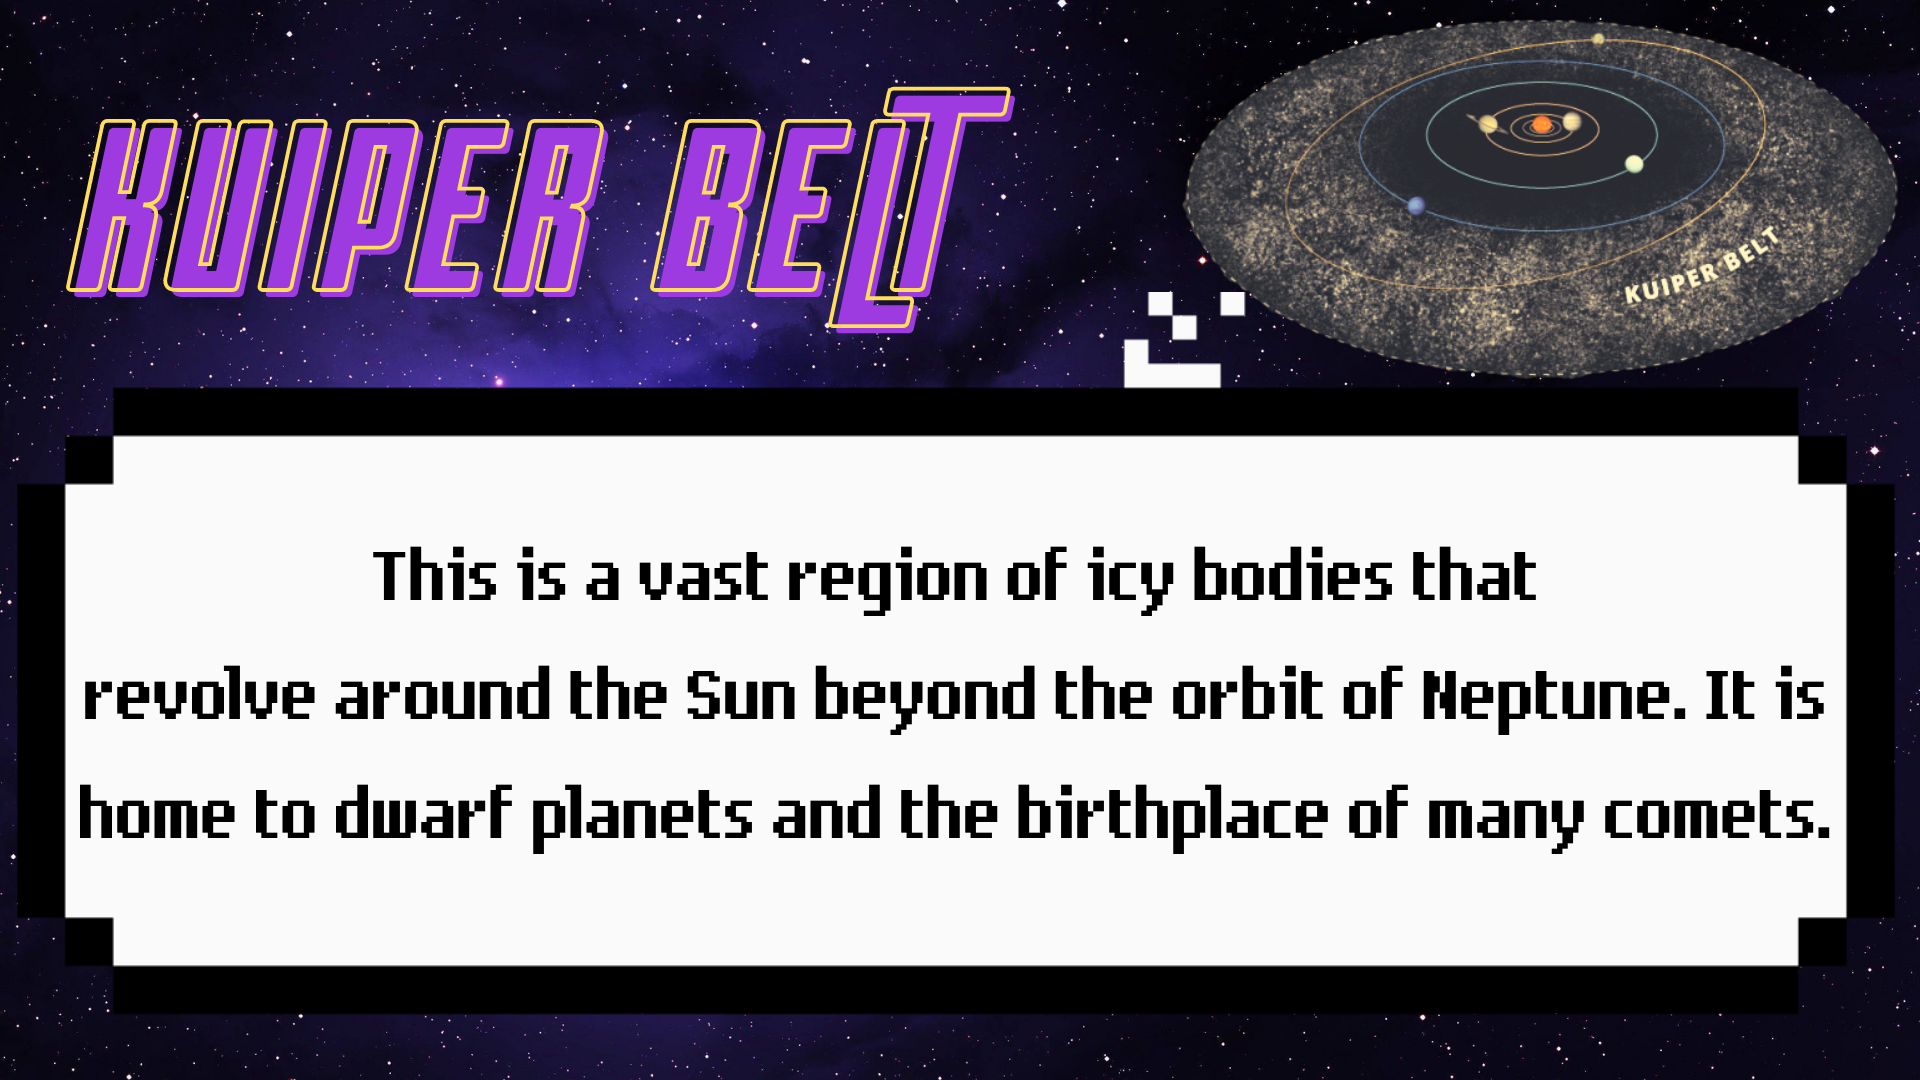 KUIPER BELT
KUIPER BELT
This is a vast region of icy bodies that
revolve around the Sun beyond the orbit of Neptune. It is
home to dwarf planets and the birthplace of many comets.